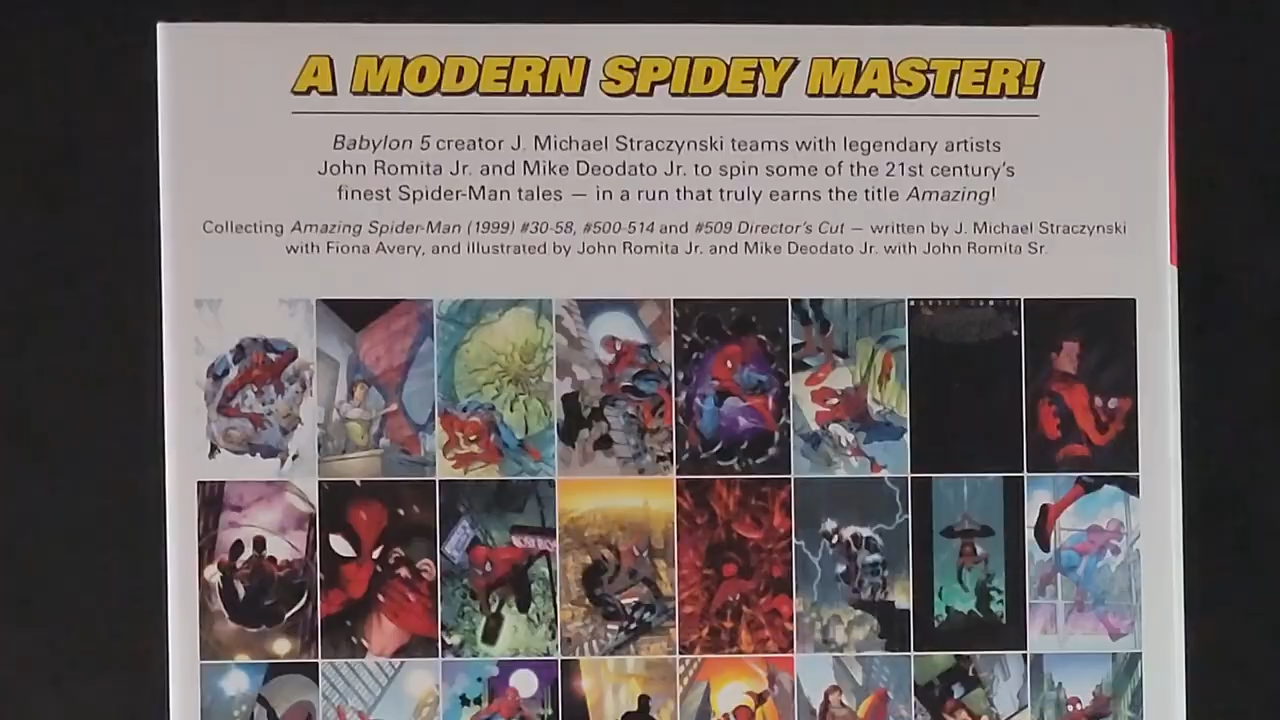 A MODERN SPIDEY MASTER!
Babylon 5 creator J. Michael Straczynski teams with legendary artists
John Romita Jr. and Mike Deodato Jr. to spin some of the 21st century's
finest Spider-Man tales — in a run that truly earns the title Amazing!
Collecting Amazing Spider-Man (1999) #30-58, #500-514 and #509 Director's Cut — written by J. Michael Straczynski
with Fiona Avery, and illustrated by John Romita Jr. and Mike Deodato Jr. with John Romita Sr.